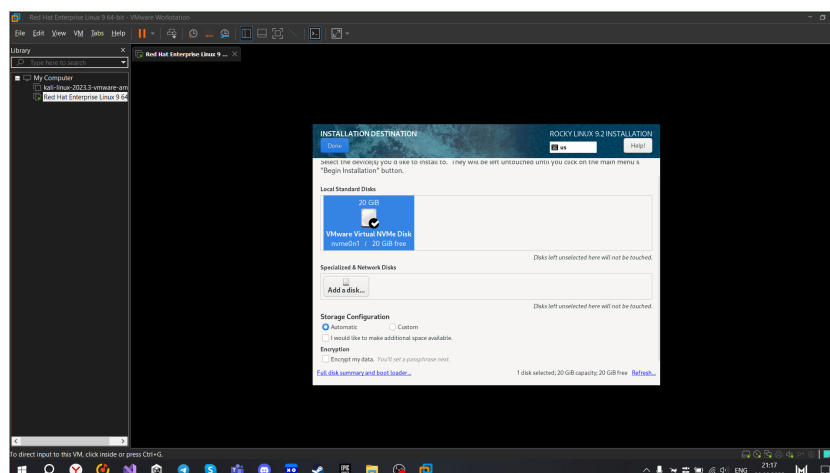 Red Hat Enterprise Linux 9 64-bit - VMware Workstation
File Edit View VM Tabs Help
Library
Type here to search
Red Hat Enterprise Linux 9 ...
My Computer
kali-linux-2023.3-vmware-am
Red Hat Enterprise Linux 9 64
INSTALLATION DESTINATION
ROCKY LINUX 9.2 INSTALLATION
Done
us
Help!
Select the device(s) you'd like to install to. They will be left untouched until you click on the main menu's
"Begin Installation" button.
Local Standard Disks
20 GiB
VMware Virtual NVMe Disk
nvme0n1 / 20 GiB free
Disks left unselected here will not be touched.
Specialized & Network Disks
Add a disk...
Disks left unselected here will not be touched.
Storage Configuration
Automatic Custom
I would like to make additional space available.
Encryption
Encrypt my data. You'll set a passphrase next.
Full disk summary and boot loader...
1 disk selected; 20 GiB capacity; 20 GiB free Refresh...
To direct input to this VM, click inside or press Ctrl+G.
ENG
21:17